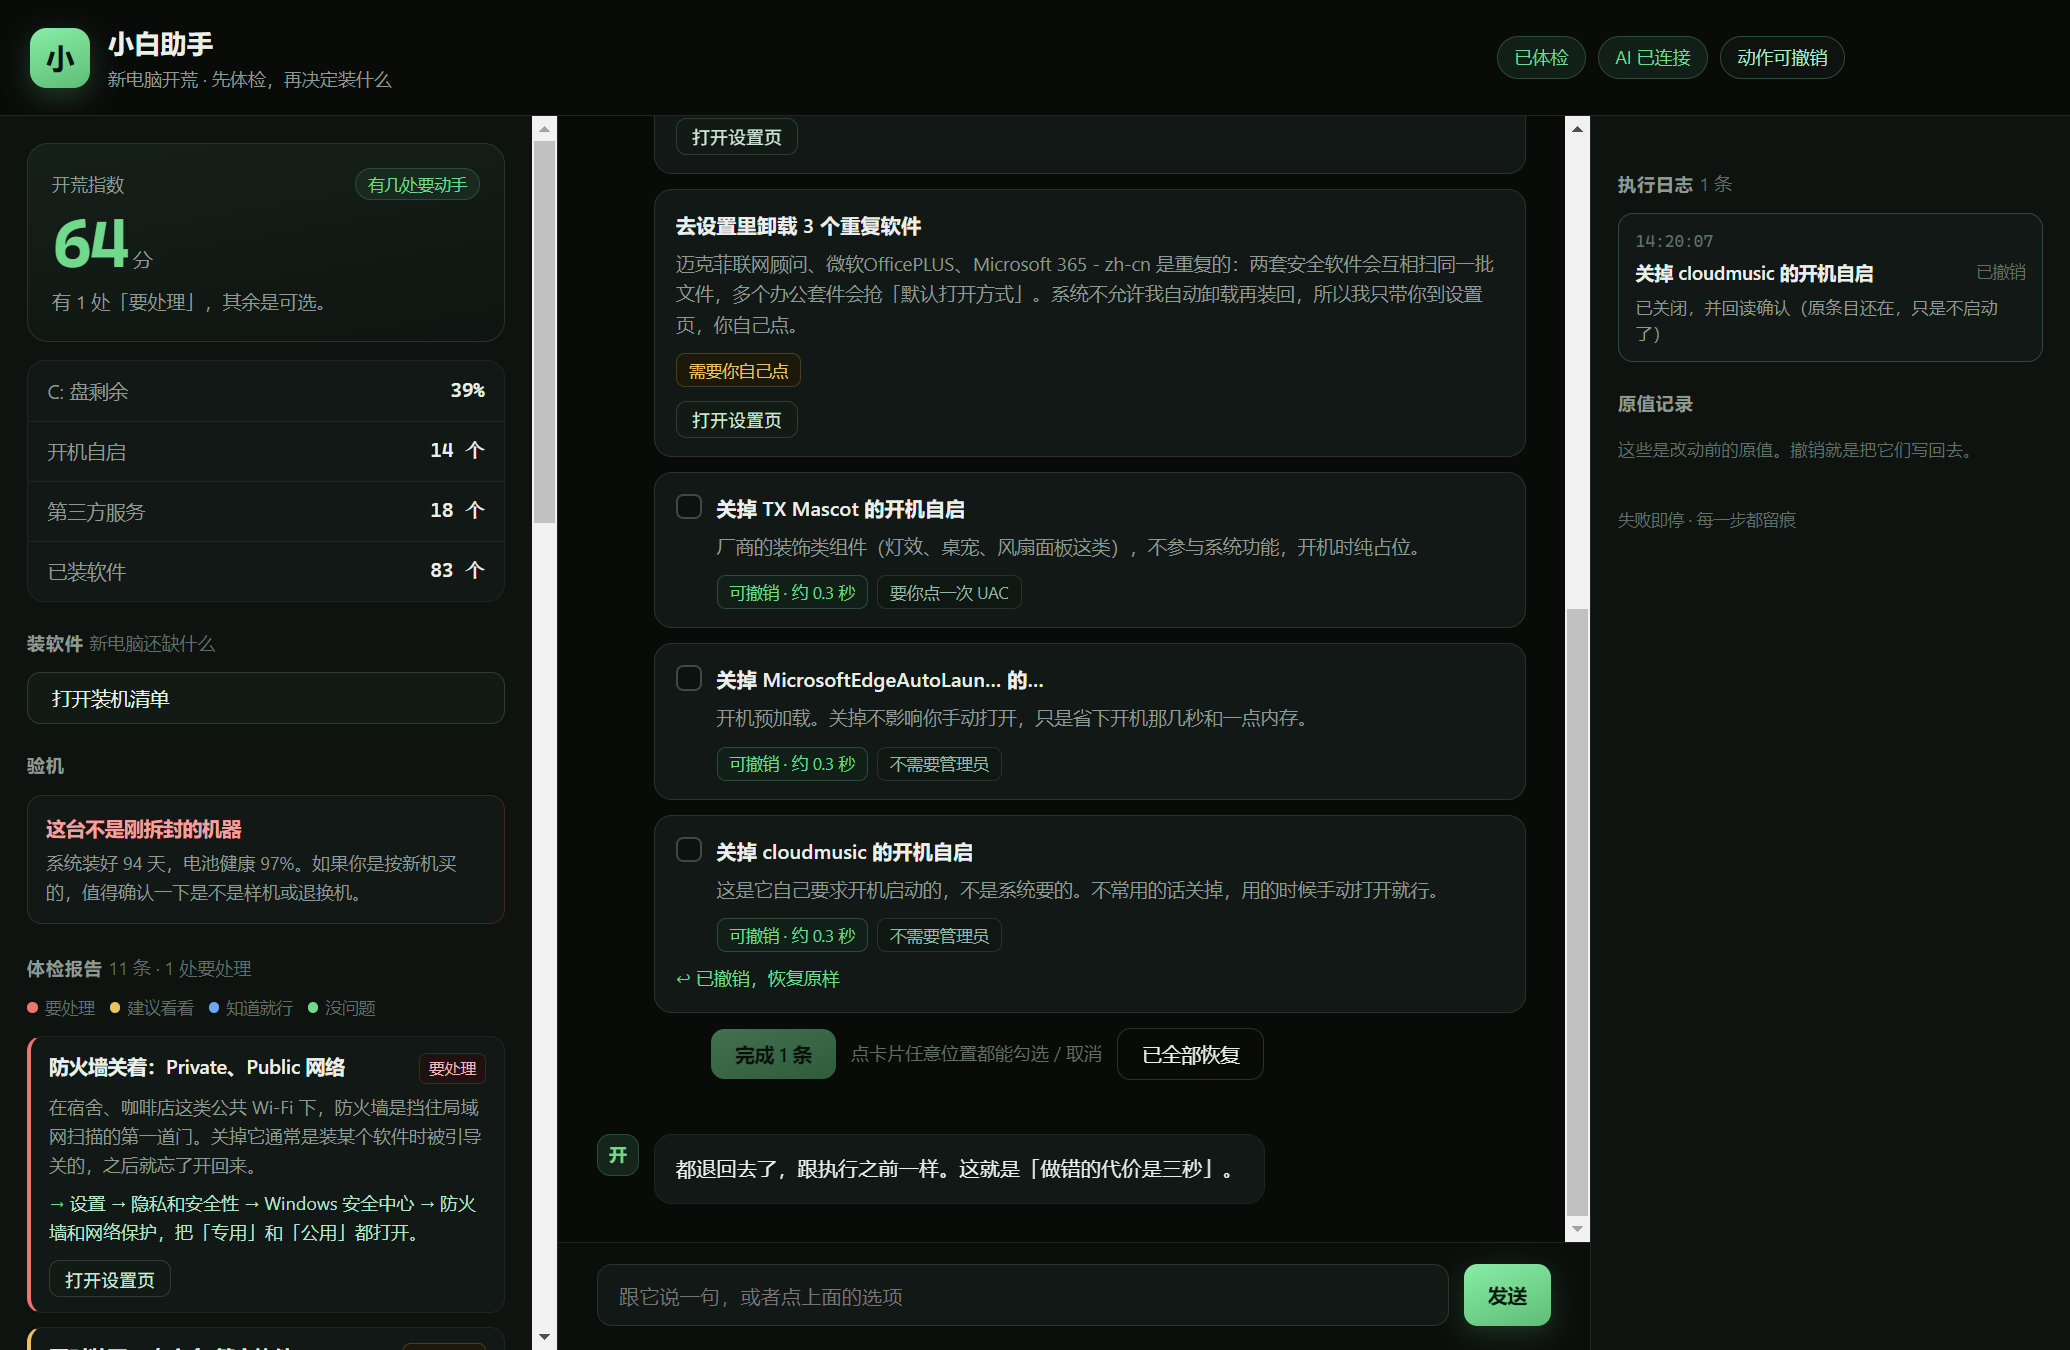 小
小白助手
新电脑开荒 · 先体检，再决定装什么
已体检
AI 已连接
动作可撤销
开荒指数
有几处要动手
64 分
有 1 处「要处理」，其余是可选。
C: 盘剩余
39%
开机自启
14 个
第三方服务
18 个
已装软件
83 个
装软件 新电脑还缺什么
打开装机清单
验机
这台不是刚拆封的机器
系统装好 94 天，电池健康 97%。如果你是按新机买
的，值得确认一下是不是样机或退换机。
体检报告 11 条 · 1 处要处理
要处理
建议看看
知道就行
没问题
防火墙关着：Private、Public 网络
要处理
在宿舍、咖啡店这类公共 Wi-Fi 下，防火墙是挡住局域
网扫描的第一道门。关掉它通常是装某个软件时被引导
关的，之后就忘了开回来。
→ 设置 → 隐私和安全性 → Windows 安全中心 → 防火
墙和网络保护，把「专用」和「公用」都打开。
打开设置页
打开设置页
去设置里卸载 3 个重复软件
迈克菲联网顾问、微软OfficePLUS、Microsoft 365 - zh-cn 是重复的：两套安全软件会互相扫同一批
文件，多个办公套件会抢「默认打开方式」。系统不允许我自动卸载再装回，所以我只带你到设置
页，你自己点。
需要你自己点
打开设置页
关掉 TX Mascot 的开机自启
厂商的装饰类组件（灯效、桌宠、风扇面板这类），不参与系统功能，开机时纯占位。
可撤销 · 约 0.3 秒
要你点一次 UAC
关掉 MicrosoftEdgeAutoLaun... 的...
开机预加载。关掉不影响你手动打开，只是省下开机那几秒和一点内存。
可撤销 · 约 0.3 秒
不需要管理员
关掉 cloudmusic 的开机自启
这是它自己要求开机启动的，不是系统要的。不常用的话关掉，用的时候手动打开就行。
可撤销 · 约 0.3 秒
不需要管理员
↩ 已撤销，恢复原样
完成 1 条
点卡片任意位置都能勾选 / 取消
已全部恢复
开
都退回去了，跟执行之前一样。这就是「做错的代价是三秒」。
跟它说一句，或者点上面的选项
发送
执行日志 1 条
14:20:07
关掉 cloudmusic 的开机自启
已撤销
已关闭，并回读确认（原条目还在，只是不启动
了）
原值记录
这些是改动前的原值。撤销就是把它们写回去。
失败即停 · 每一步都留痕